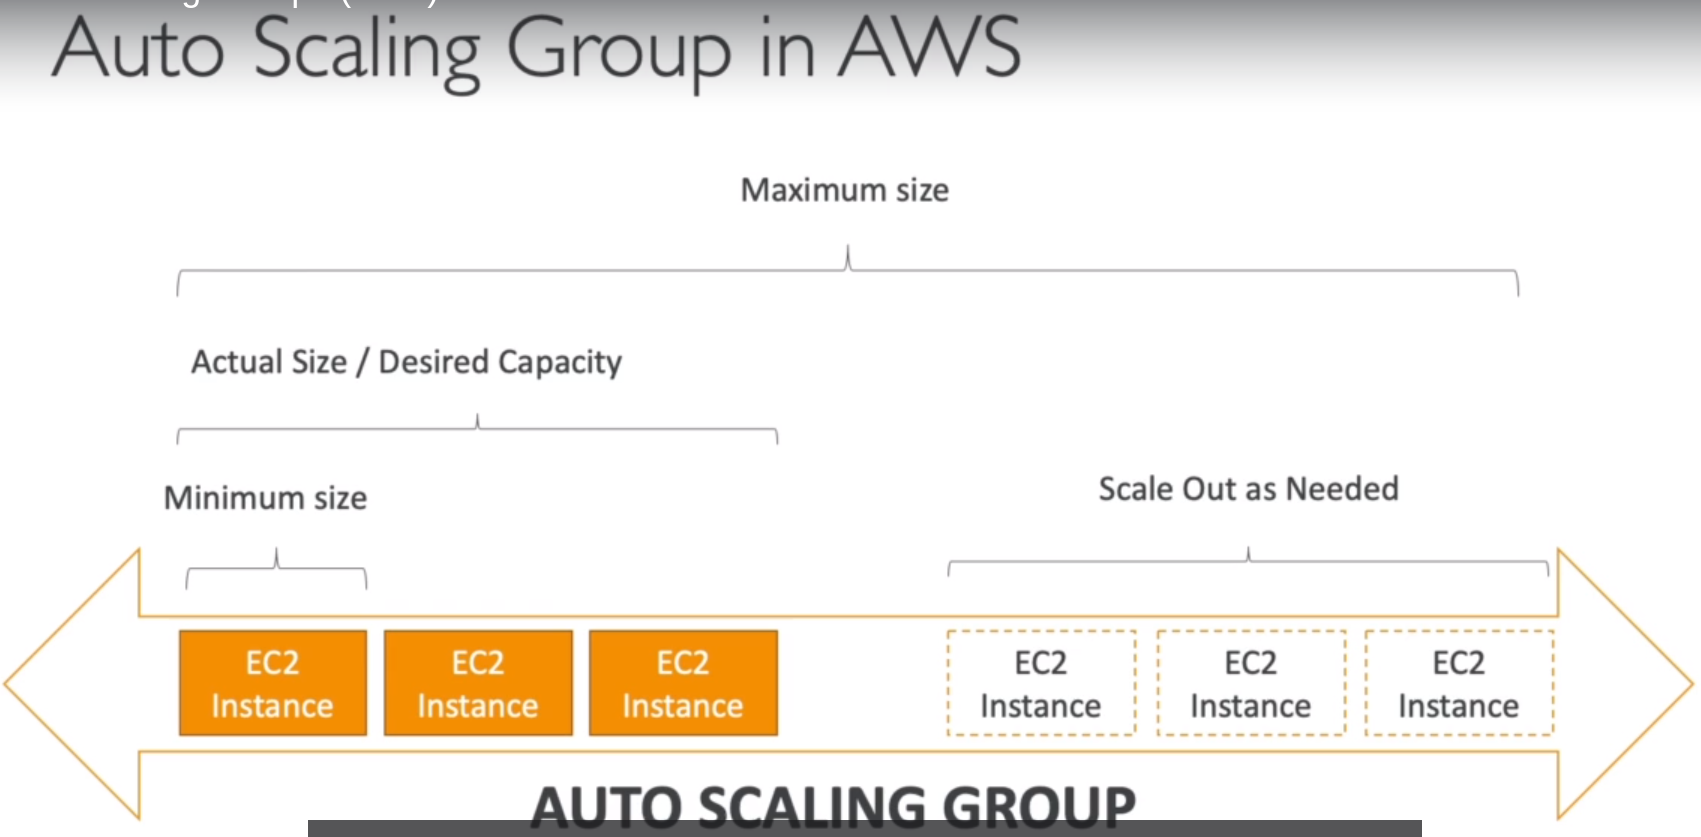 Auto Scaling Group in AWS
Maximum size
Actual Size / Desired Capacity
Minimum size
Scale Out as Needed
EC2
Instance
EC2
Instance
EC2
Instance
EC2
Instance
EC2
Instance
EC2
Instance
AUTO SCALING GROUP